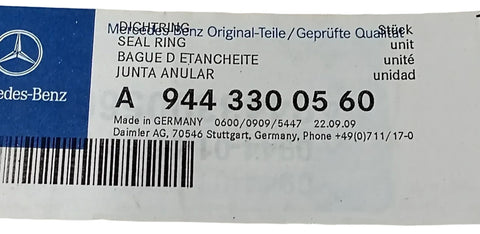 Mercedes-Benz Original-Teile/Geprüfte Qualität
DICHTRING Stück
SEAL RING unit
BAGUE D ETANCHEITE unité
JUNTA ANULAR unidad
edes-Benz
A 944 330 05 60
Made in GERMANY 0600/0909/5447 22.09.09
Daimler AG, 70546 Stuttgart, Germany, Phone +49(0)711/17-0